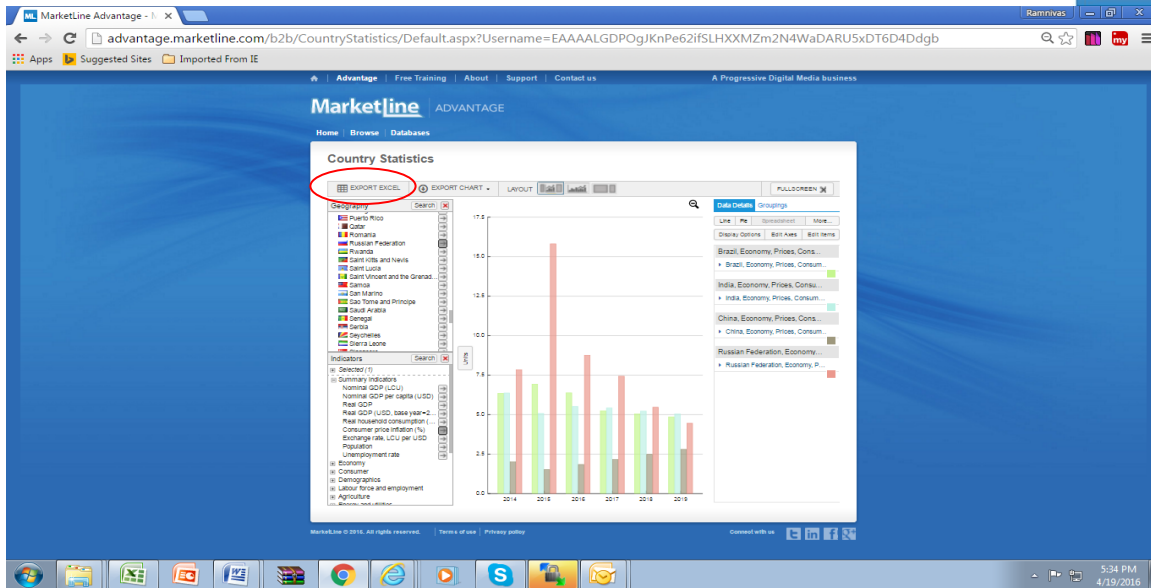 MarketLine Advantage - M
Ramnivas
advantage.marketline.com/b2b/CountryStatistics/Default.aspx?Username=EAAAALGDPOgJKnPe62ifSLHXXMZm2N4WaDARU5xDT6D4Ddgb
Apps Suggested Sites Imported From IE
Advantage | Free Training | About | Support | Contact us
A Progressive Digital Media business
MarketLine ADVANTAGE
Home | Browse | Databases
Country Statistics
EXPORT EXCEL EXPORT CHART LAYOUT FULLSCREEN
Geography Search
Puerto Rico
Qatar
Romania
Russian Federation
Rwanda
Saint Kitts and Nevis
Saint Lucia
Saint Vincent and the Grenad...
Samoa
San Marino
Sao Tome and Principe
Saudi Arabia
Senegal
Serbia
Seychelles
Sierra Leone
Indicators Search
Selected (1)
Summary Indicators
Nominal GDP (LCU)
Nominal GDP per capita (USD)
Real GDP
Real GDP (USD, base year=2...
Real household consumption (...
Consumer price inflation (%)
Exchange rate, LCU per USD
Population
Unemployment rate
Economy
Consumer
Demographics
Labour force and employment
Agriculture
Energy and utilities
Units
17.5
15.0
12.5
10.0
7.5
5.0
2.5
0.0
2014 2015 2016 2017 2018 2019
Data Details Groupings
Line Pie Spreadsheet More...
Display Options Edit Axes Edit Items
Brazil, Economy, Prices, Cons...
Brazil, Economy, Prices, Consum...
India, Economy, Prices, Consu...
India, Economy, Prices, Consum...
China, Economy, Prices, Cons...
China, Economy, Prices, Consum...
Russian Federation, Economy...
Russian Federation, Economy, P...
MarketLine © 2016. All rights reserved. | Terms of use | Privacy policy
Connect with us
5:34 PM
4/19/2016